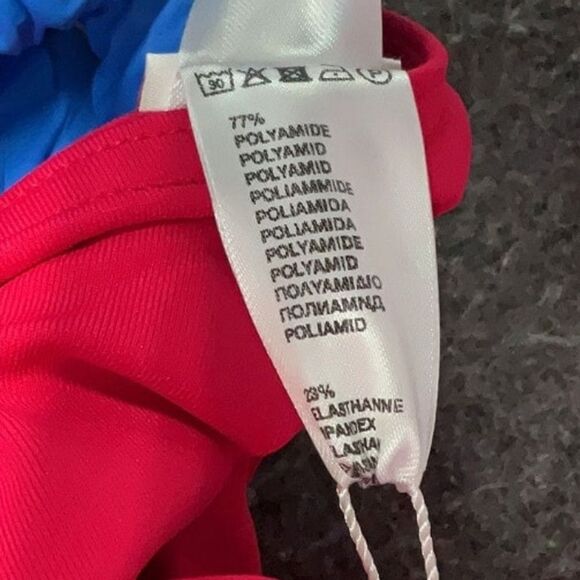 77%
POLYAMIDE
POLYAMID
POLYAMID
POLIAMMIDE
POLIAMIDA
POLIAMIDA
POLYAMIDE
POLYAMID
ΠΟΛΥΑΜΙΔΙΟ
ПОЛИАМИД
POLIAMID
23%
ELASTHANNE